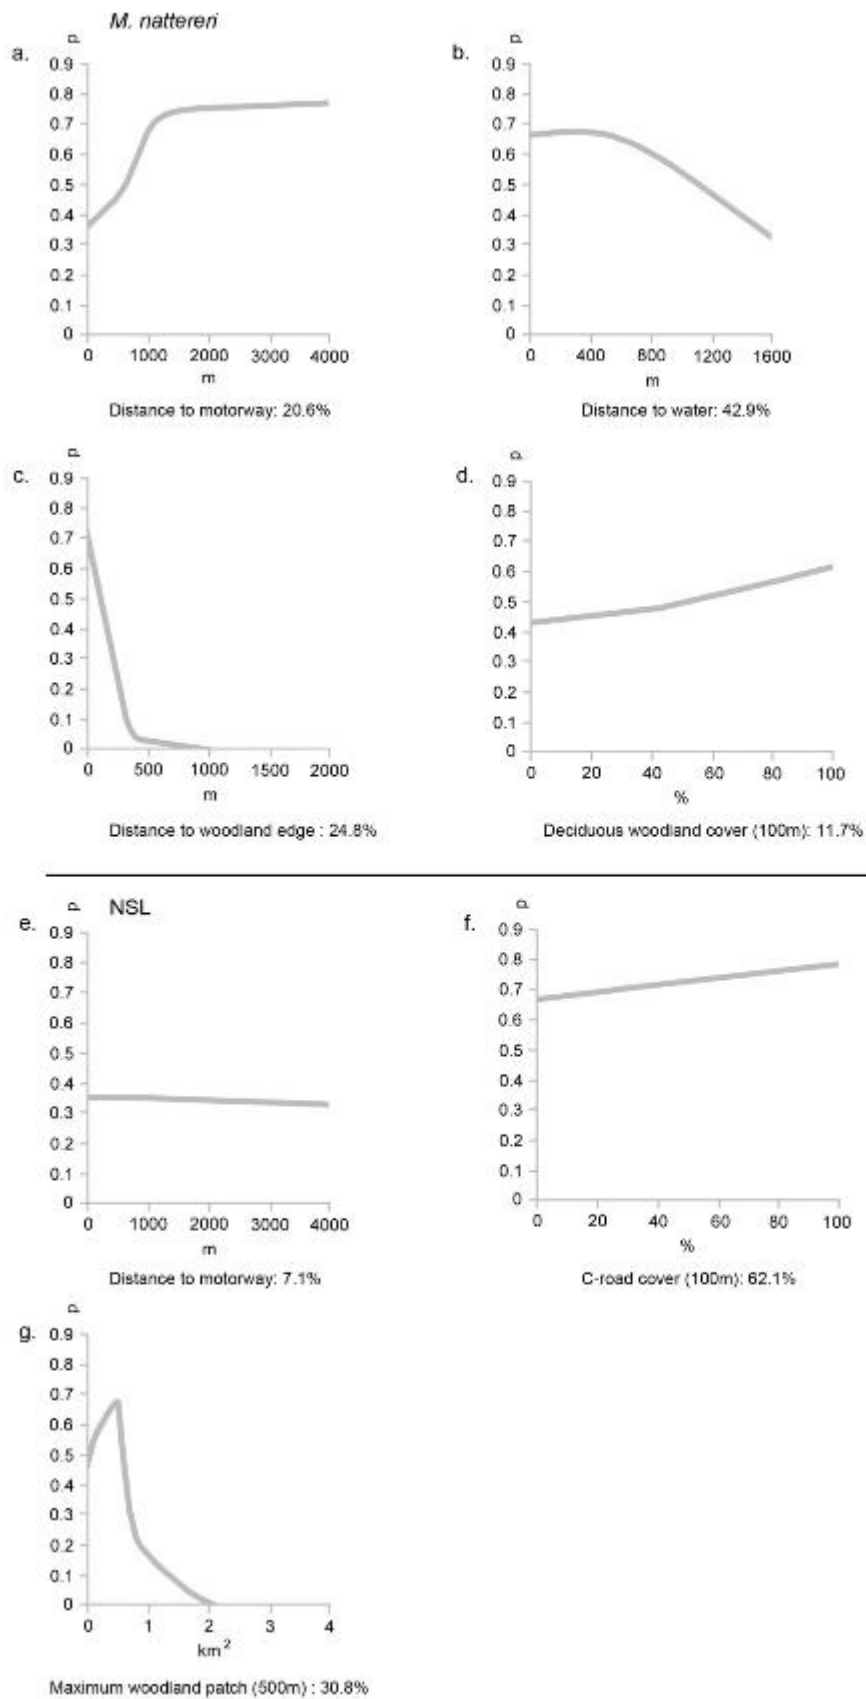 M. nattereri
a.
p
0.9
0.8
0.7
0.6
0.5
0.4
0.3
0.2
0.1
0
0 1000 2000 3000 4000
m
Distance to motorway: 20.6%
b.
p
0.9
0.8
0.7
0.6
0.5
0.4
0.3
0.2
0.1
0
0 400 800 1200 1600
m
Distance to water: 42.9%
c.
p
0.9
0.8
0.7
0.6
0.5
0.4
0.3
0.2
0.1
0
0 500 1000 1500 2000
m
Distance to woodland edge : 24.8%
d.
p
0.9
0.8
0.7
0.6
0.5
0.4
0.3
0.2
0.1
0
0 20 40 60 80 100
%
Deciduous woodland cover (100m): 11.7%
NSL
e.
p
0.9
0.8
0.7
0.6
0.5
0.4
0.3
0.2
0.1
0
0 1000 2000 3000 4000
m
Distance to motorway: 7.1%
f.
p
0.9
0.8
0.7
0.6
0.5
0.4
0.3
0.2
0.1
0
0 20 40 60 80 100
%
C-road cover (100m): 62.1%
g.
p
0.9
0.8
0.7
0.6
0.5
0.4
0.3
0.2
0.1
0
0 1 2 3 4
km²
Maximum woodland patch (500m) : 30.8%